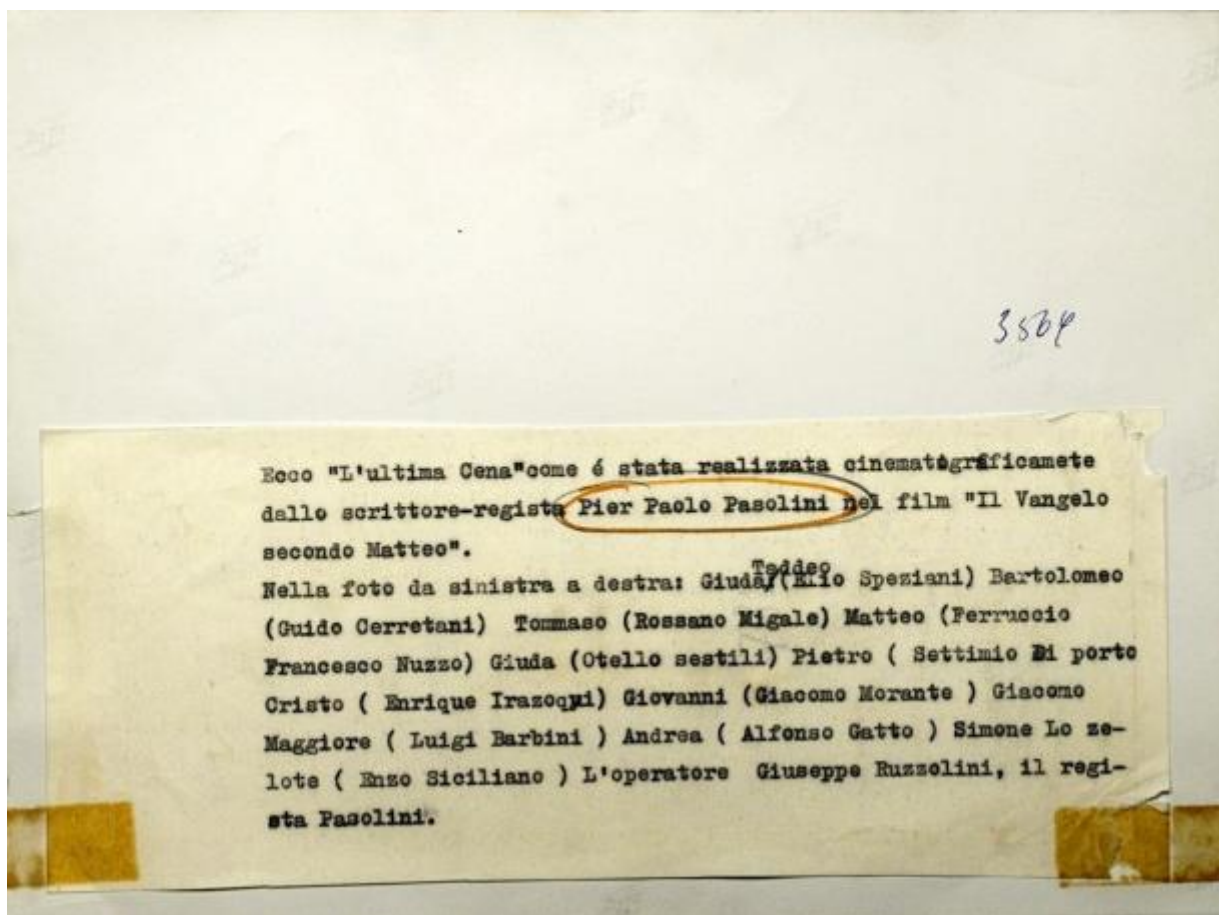 3564
Ecco "L'ultima Cena"come é stata realizzata cinematograficamete
dallo scrittore-regista Pier Paolo Pasolini nel film "Il Vangelo
secondo Matteo".
Taddeo
Nella foto da sinistra a destra: Giuda/(Elio Speziani) Bartolomeo
(Guido Cerretani) Tommaso (Rossano Migale) Matteo (Ferruccio
Francesco Nuzzo) Giuda (Otello sestili) Pietro ( Settimio Di porto
Cristo ( Enrique Irazoqui) Giovanni (Giacomo Morante ) Giacomo
Maggiore ( Luigi Barbini ) Andrea ( Alfonso Gatto ) Simone Lo ze-
lote ( Enzo Siciliano ) L'operatore Giuseppe Ruzzolini, il regi-
sta Pasolini.